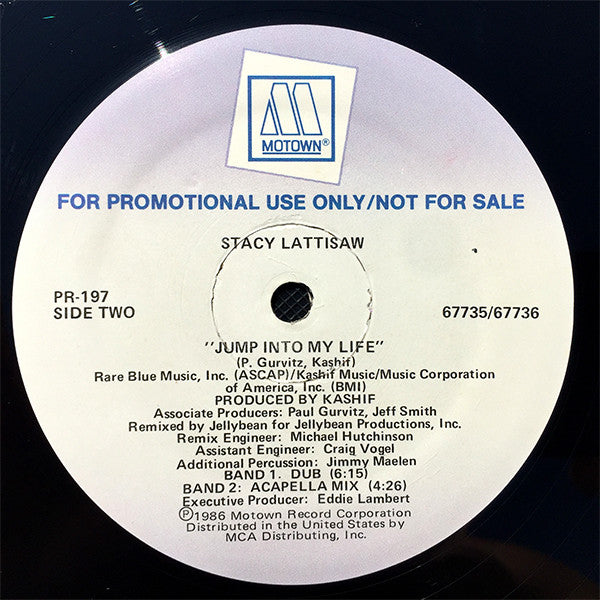 M
MOTOWN®
FOR PROMOTIONAL USE ONLY/NOT FOR SALE
STACY LATTISAW
PR-197
SIDE TWO
67735/67736
"JUMP INTO MY LIFE"
(P. Gurvitz, Kashif)
Rare Blue Music, Inc. (ASCAP)/Kashif Music/Music Corporation
of America, Inc. (BMI)
PRODUCED BY KASHIF
Associate Producers: Paul Gurvitz, Jeff Smith
Remixed by Jellybean for Jellybean Productions, Inc.
Remix Engineer: Michael Hutchinson
Assistant Engineer: Craig Vogel
Additional Percussion: Jimmy Maelen
BAND 1. DUB (6:15)
BAND 2: ACAPELLA MIX (4:26)
Executive Producer: Eddie Lambert
℗1986 Motown Record Corporation
Distributed in the United States by
MCA Distributing, Inc.